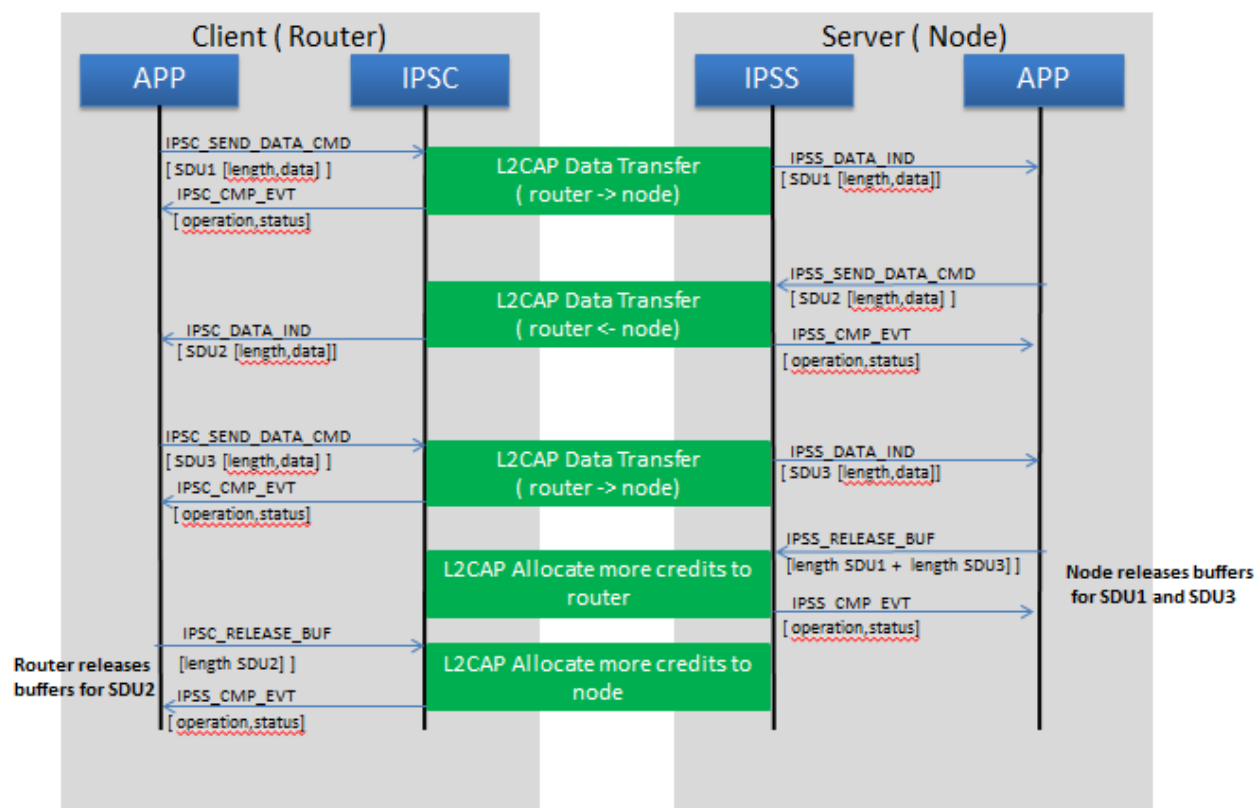 Client ( Router)
Server ( Node)
APP
IPSC
IPSS
APP
IPSC_SEND_DATA_CMD
[ SDU1 [length,data] ]
IPSC_CMP_EVT
[ operation,status]
L2CAP Data Transfer
( router -> node)
IPSS_DATA_IND
[ SDU1 [length,data]]
IPSS_SEND_DATA_CMD
[ SDU2 [length,data] ]
L2CAP Data Transfer
( router <- node)
IPSC_DATA_IND
[ SDU2 [length,data]]
IPSS_CMP_EVT
[ operation,status]
IPSC_SEND_DATA_CMD
[ SDU3 [length,data] ]
IPSC_CMP_EVT
[ operation,status]
L2CAP Data Transfer
( router -> node)
IPSS_DATA_IND
[ SDU3 [length,data]]
IPSS_RELEASE_BUF
[length SDU1 + length SDU3] ]
Node releases buffers
for SDU1 and SDU3
L2CAP Allocate more credits to
router
IPSS_CMP_EVT
[ operation,status]
IPSC_RELEASE_BUF
[length SDU2] ]
Router releases
buffers for SDU2
L2CAP Allocate more credits to
node
IPSS_CMP_EVT
[ operation,status]